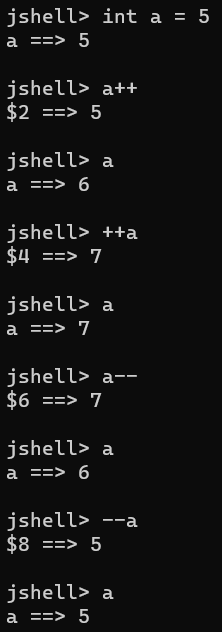 jshell> int a = 5
a ==> 5
jshell> a++
$2 ==> 5
jshell> a
a ==> 6
jshell> ++a
$4 ==> 7
jshell> a
a ==> 7
jshell> a--
$6 ==> 7
jshell> a
a ==> 6
jshell> --a
$8 ==> 5
jshell> a
a ==> 5